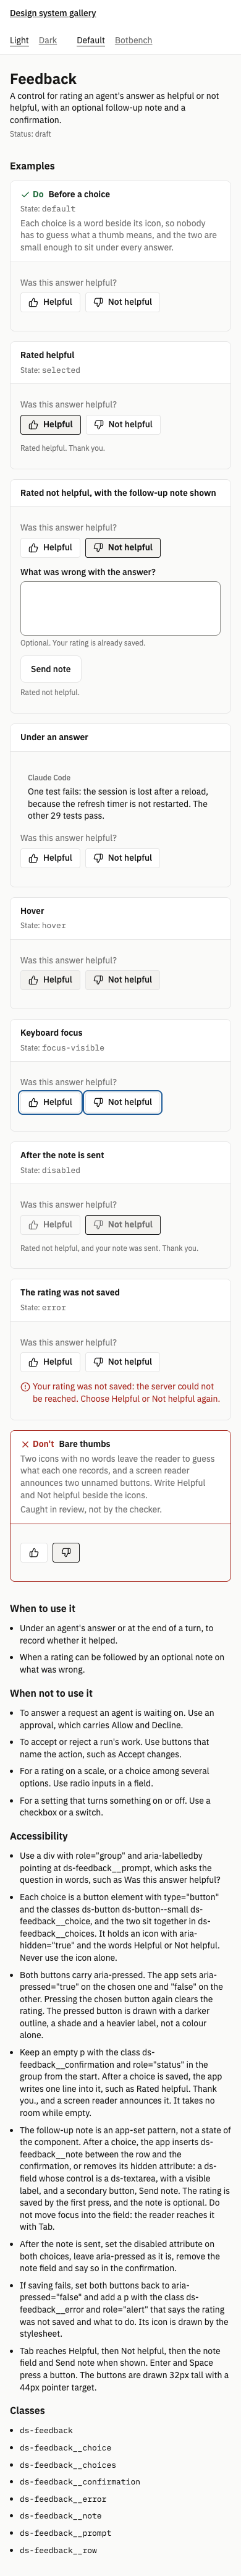 Design system gallery
Light Dark Default Botbench
Feedback
A control for rating an agent's answer as helpful or not
helpful, with an optional follow-up note and a
confirmation.
Status: draft
Examples
Do Before a choice
State: default
Each choice is a word beside its icon, so nobody
has to guess what a thumb means, and the two are
small enough to sit under every answer.
Was this answer helpful?
Helpful Not helpful
Rated helpful
State: selected
Was this answer helpful?
Helpful Not helpful
Rated helpful. Thank you.
Rated not helpful, with the follow-up note shown
Was this answer helpful?
Helpful Not helpful
What was wrong with the answer?
Optional. Your rating is already saved.
Send note
Rated not helpful.
Under an answer
Claude Code
One test fails: the session is lost after a reload,
because the refresh timer is not restarted. The
other 29 tests pass.
Was this answer helpful?
Helpful Not helpful
Hover
State: hover
Was this answer helpful?
Helpful Not helpful
Keyboard focus
State: focus-visible
Was this answer helpful?
Helpful Not helpful
After the note is sent
State: disabled
Was this answer helpful?
Helpful Not helpful
Rated not helpful, and your note was sent. Thank you.
The rating was not saved
State: error
Was this answer helpful?
Helpful Not helpful
Your rating was not saved: the server could not
be reached. Choose Helpful or Not helpful again.
Don't Bare thumbs
Two icons with no words leave the reader to guess
what each one records, and a screen reader
announces two unnamed buttons. Write Helpful
and Not helpful beside the icons.
Caught in review, not by the checker.
When to use it
Under an agent's answer or at the end of a turn, to
record whether it helped.
When a rating can be followed by an optional note on
what was wrong.
When not to use it
To answer a request an agent is waiting on. Use an
approval, which carries Allow and Decline.
To accept or reject a run's work. Use buttons that
name the action, such as Accept changes.
For a rating on a scale, or a choice among several
options. Use radio inputs in a field.
For a setting that turns something on or off. Use a
checkbox or a switch.
Accessibility
Use a div with role="group" and aria-labelledby
pointing at ds-feedback__prompt, which asks the
question in words, such as Was this answer helpful?
Each choice is a button element with type="button"
and the classes ds-button ds-button--small ds-
feedback__choice, and the two sit together in ds-
feedback__choices. It holds an icon with aria-
hidden="true" and the words Helpful or Not helpful.
Never use the icon alone.
Both buttons carry aria-pressed. The app sets aria-
pressed="true" on the chosen one and "false" on the
other. Pressing the chosen button again clears the
rating. The pressed button is drawn with a darker
outline, a shade and a heavier label, not a colour
alone.
Keep an empty p with the class ds-
feedback__confirmation and role="status" in the
group from the start. After a choice is saved, the app
writes one line into it, such as Rated helpful. Thank
you., and a screen reader announces it. It takes no
room while empty.
The follow-up note is an app-set pattern, not a state of
the component. After a choice, the app inserts ds-
feedback__note between the row and the
confirmation, or removes its hidden attribute: a ds-
field whose control is a ds-textarea, with a visible
label, and a secondary button, Send note. The rating is
saved by the first press, and the note is optional. Do
not move focus into the field: the reader reaches it
with Tab.
After the note is sent, set the disabled attribute on
both choices, leave aria-pressed as it is, remove the
note field and say so in the confirmation.
If saving fails, set both buttons back to aria-
pressed="false" and add a p with the class ds-
feedback__error and role="alert" that says the rating
was not saved and what to do. Its icon is drawn by the
stylesheet.
Tab reaches Helpful, then Not helpful, then the note
field and Send note when shown. Enter and Space
press a button. The buttons are drawn 32px tall with a
44px pointer target.
Classes
ds-feedback
ds-feedback__choice
ds-feedback__choices
ds-feedback__confirmation
ds-feedback__error
ds-feedback__note
ds-feedback__prompt
ds-feedback__row